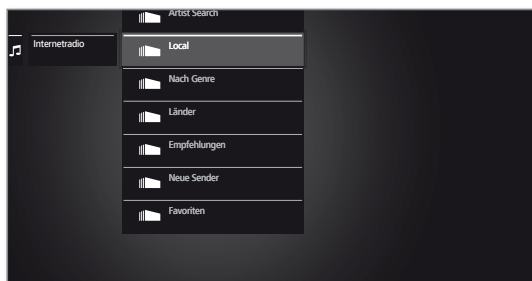 Artist Search
Internetradio
Local
Nach Genre
Länder
Empfehlungen
Neue Sender
Favoriten